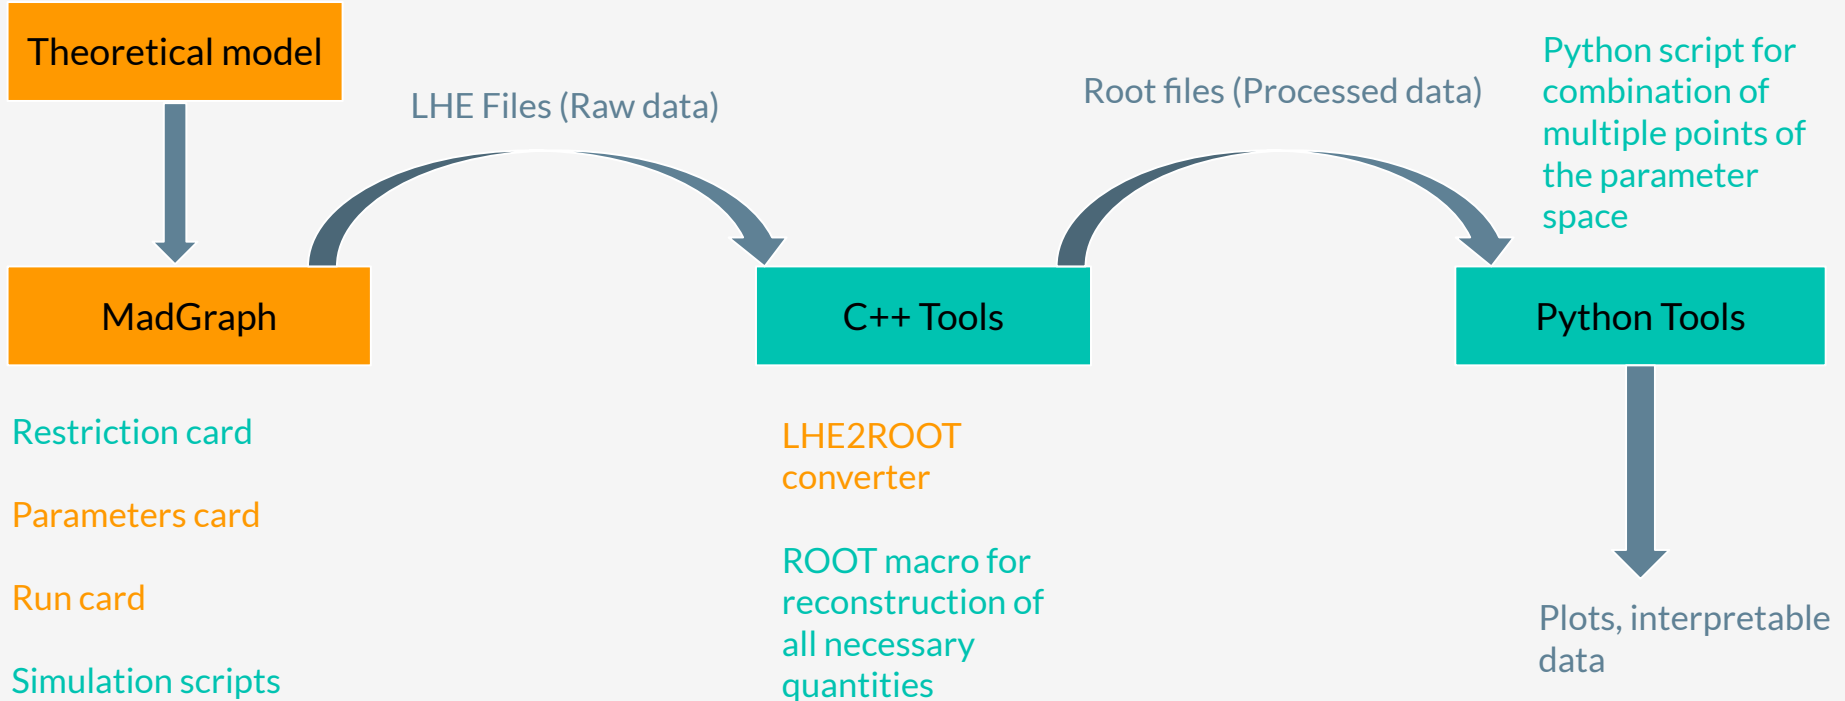 Theoretical model
LHE Files (Raw data)
Root files (Processed data)
Python script for
combination of
multiple points of
the parameter
space
MadGraph
C++ Tools
Python Tools
Restriction card
Parameters card
Run card
Simulation scripts
LHE2ROOT
converter
ROOT macro for
reconstruction of
all necessary
quantities
Plots, interpretable
data